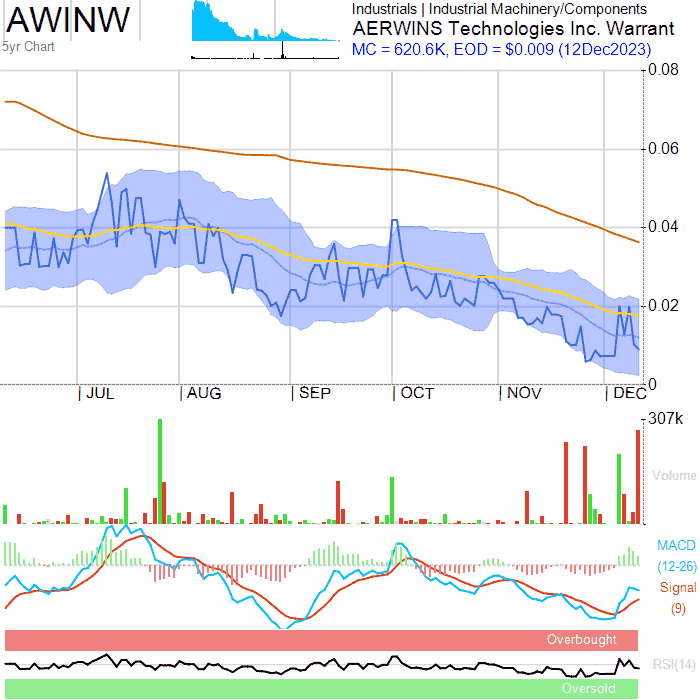 AWINW
5yr Chart
Industrials | Industrial Machinery/Components
AERWINS Technologies Inc. Warrant
MC = 620.6K, EOD = $0.009 (12Dec2023)
0.08
0.06
0.04
0.02
0
JUL AUG SEP OCT NOV DEC
307k
Volume
MACD
(12-26)
Signal
(9)
Overbought
RSI(14)
Oversold